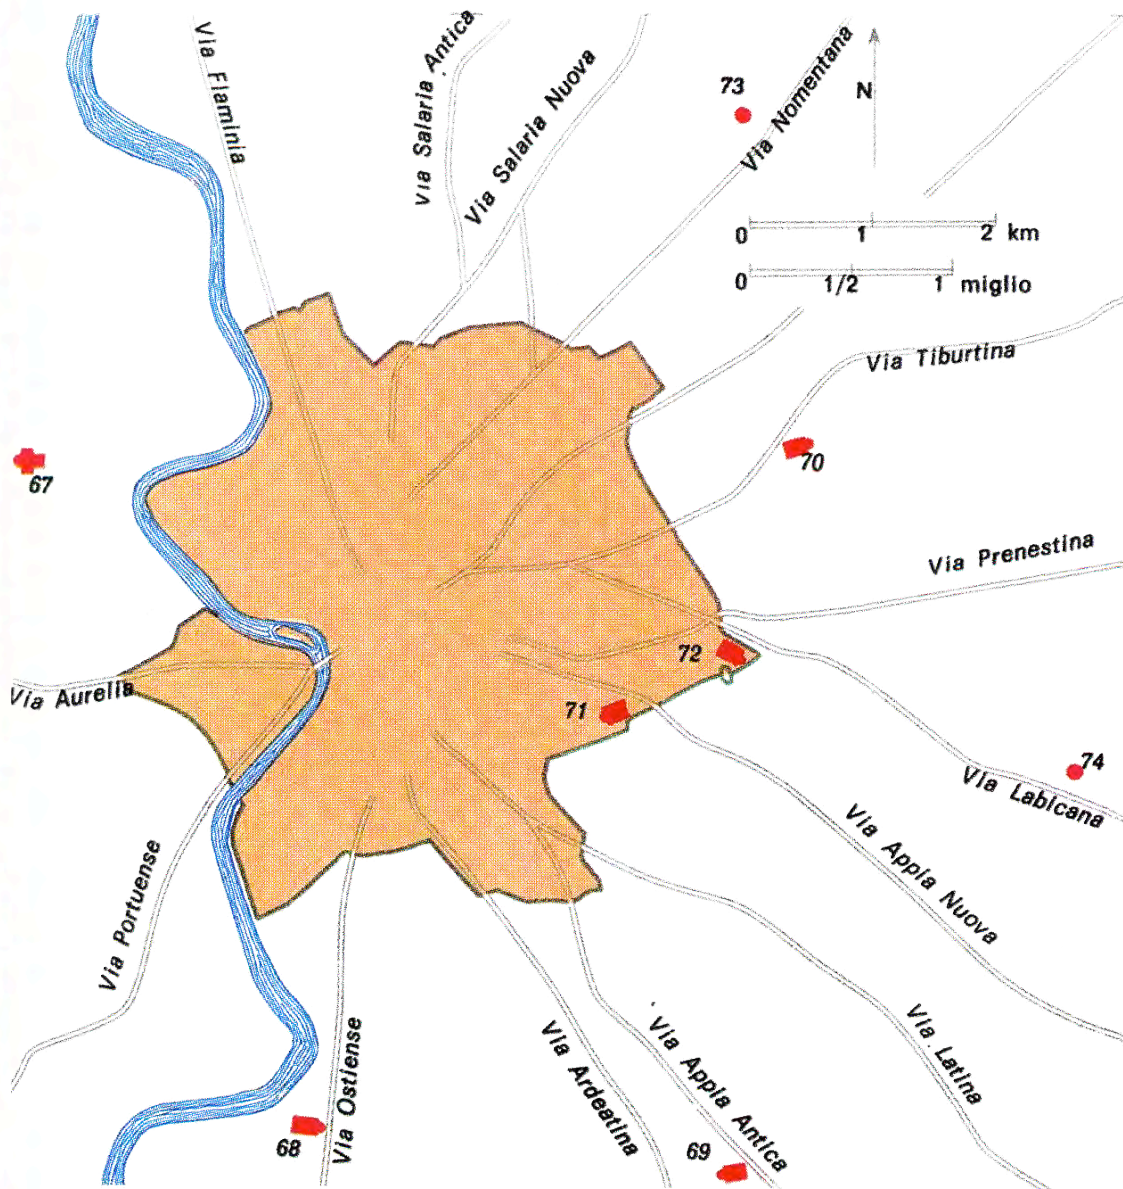 Via Flaminia
Via Salaria Antica
Via Salaria Nuova
73
Via Nomentana
N
0 1 2 km
0 1/2 1 miglio
Via Tiburtina
67
70
Via Prenestina
72
Via Aurelia
71
74
Via Labicana
Via Appia Nuova
Via Portuense
Via Latina
Via Ostiense
Via Ardeatina
Via Appia Antica
68
69